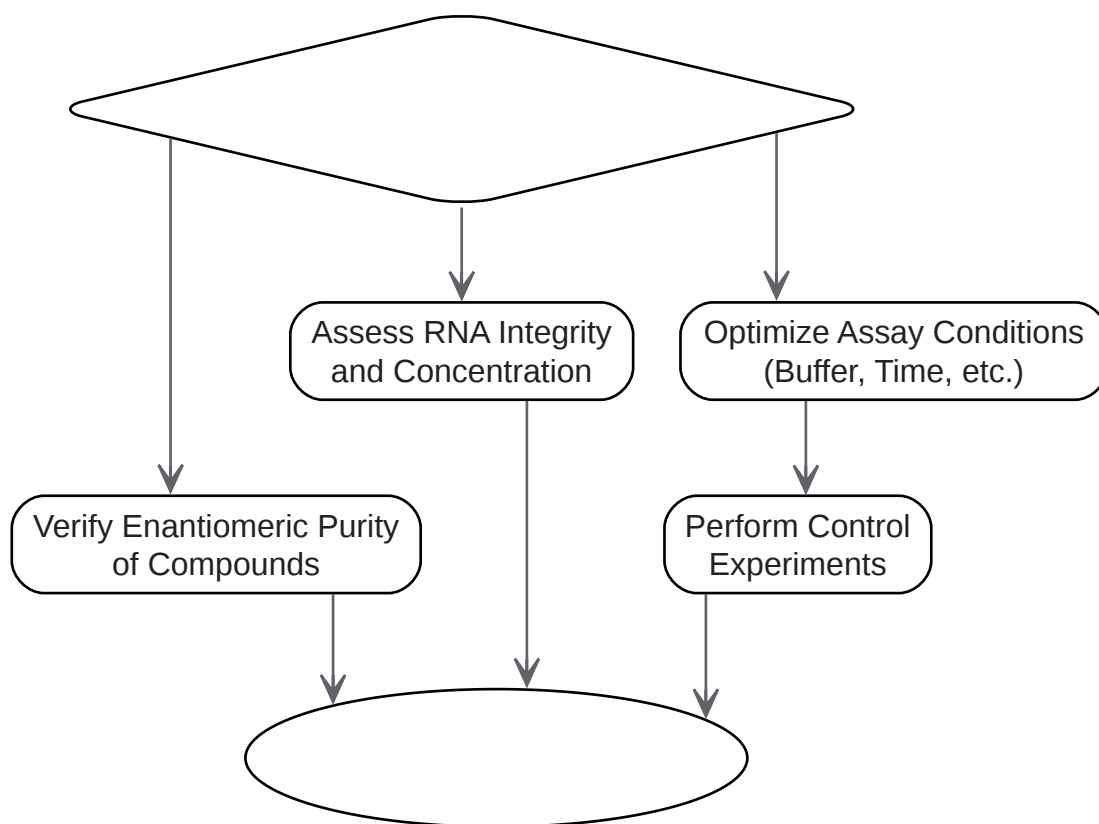 Assess RNA Integrity
and Concentration
Optimize Assay Conditions
(Buffer, Time, etc.)
Verify Enantiomeric Purity
of Compounds
Perform Control
Experiments